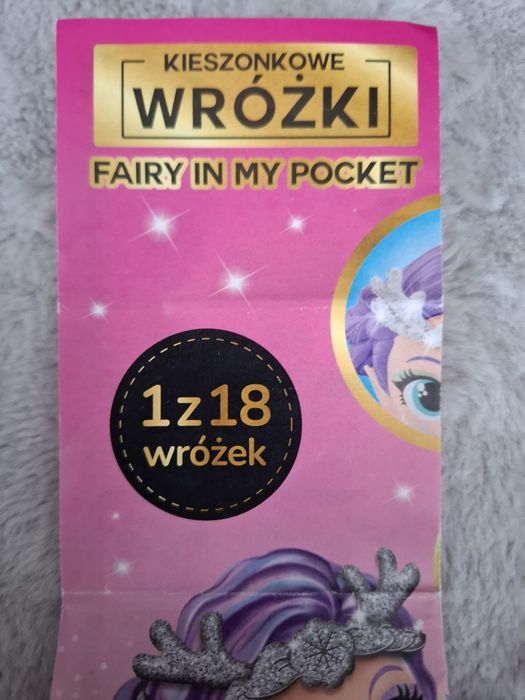 KIESZONKOWE
WRÓŻKI
FAIRY IN MY POCKET
1 z 18
wróżek